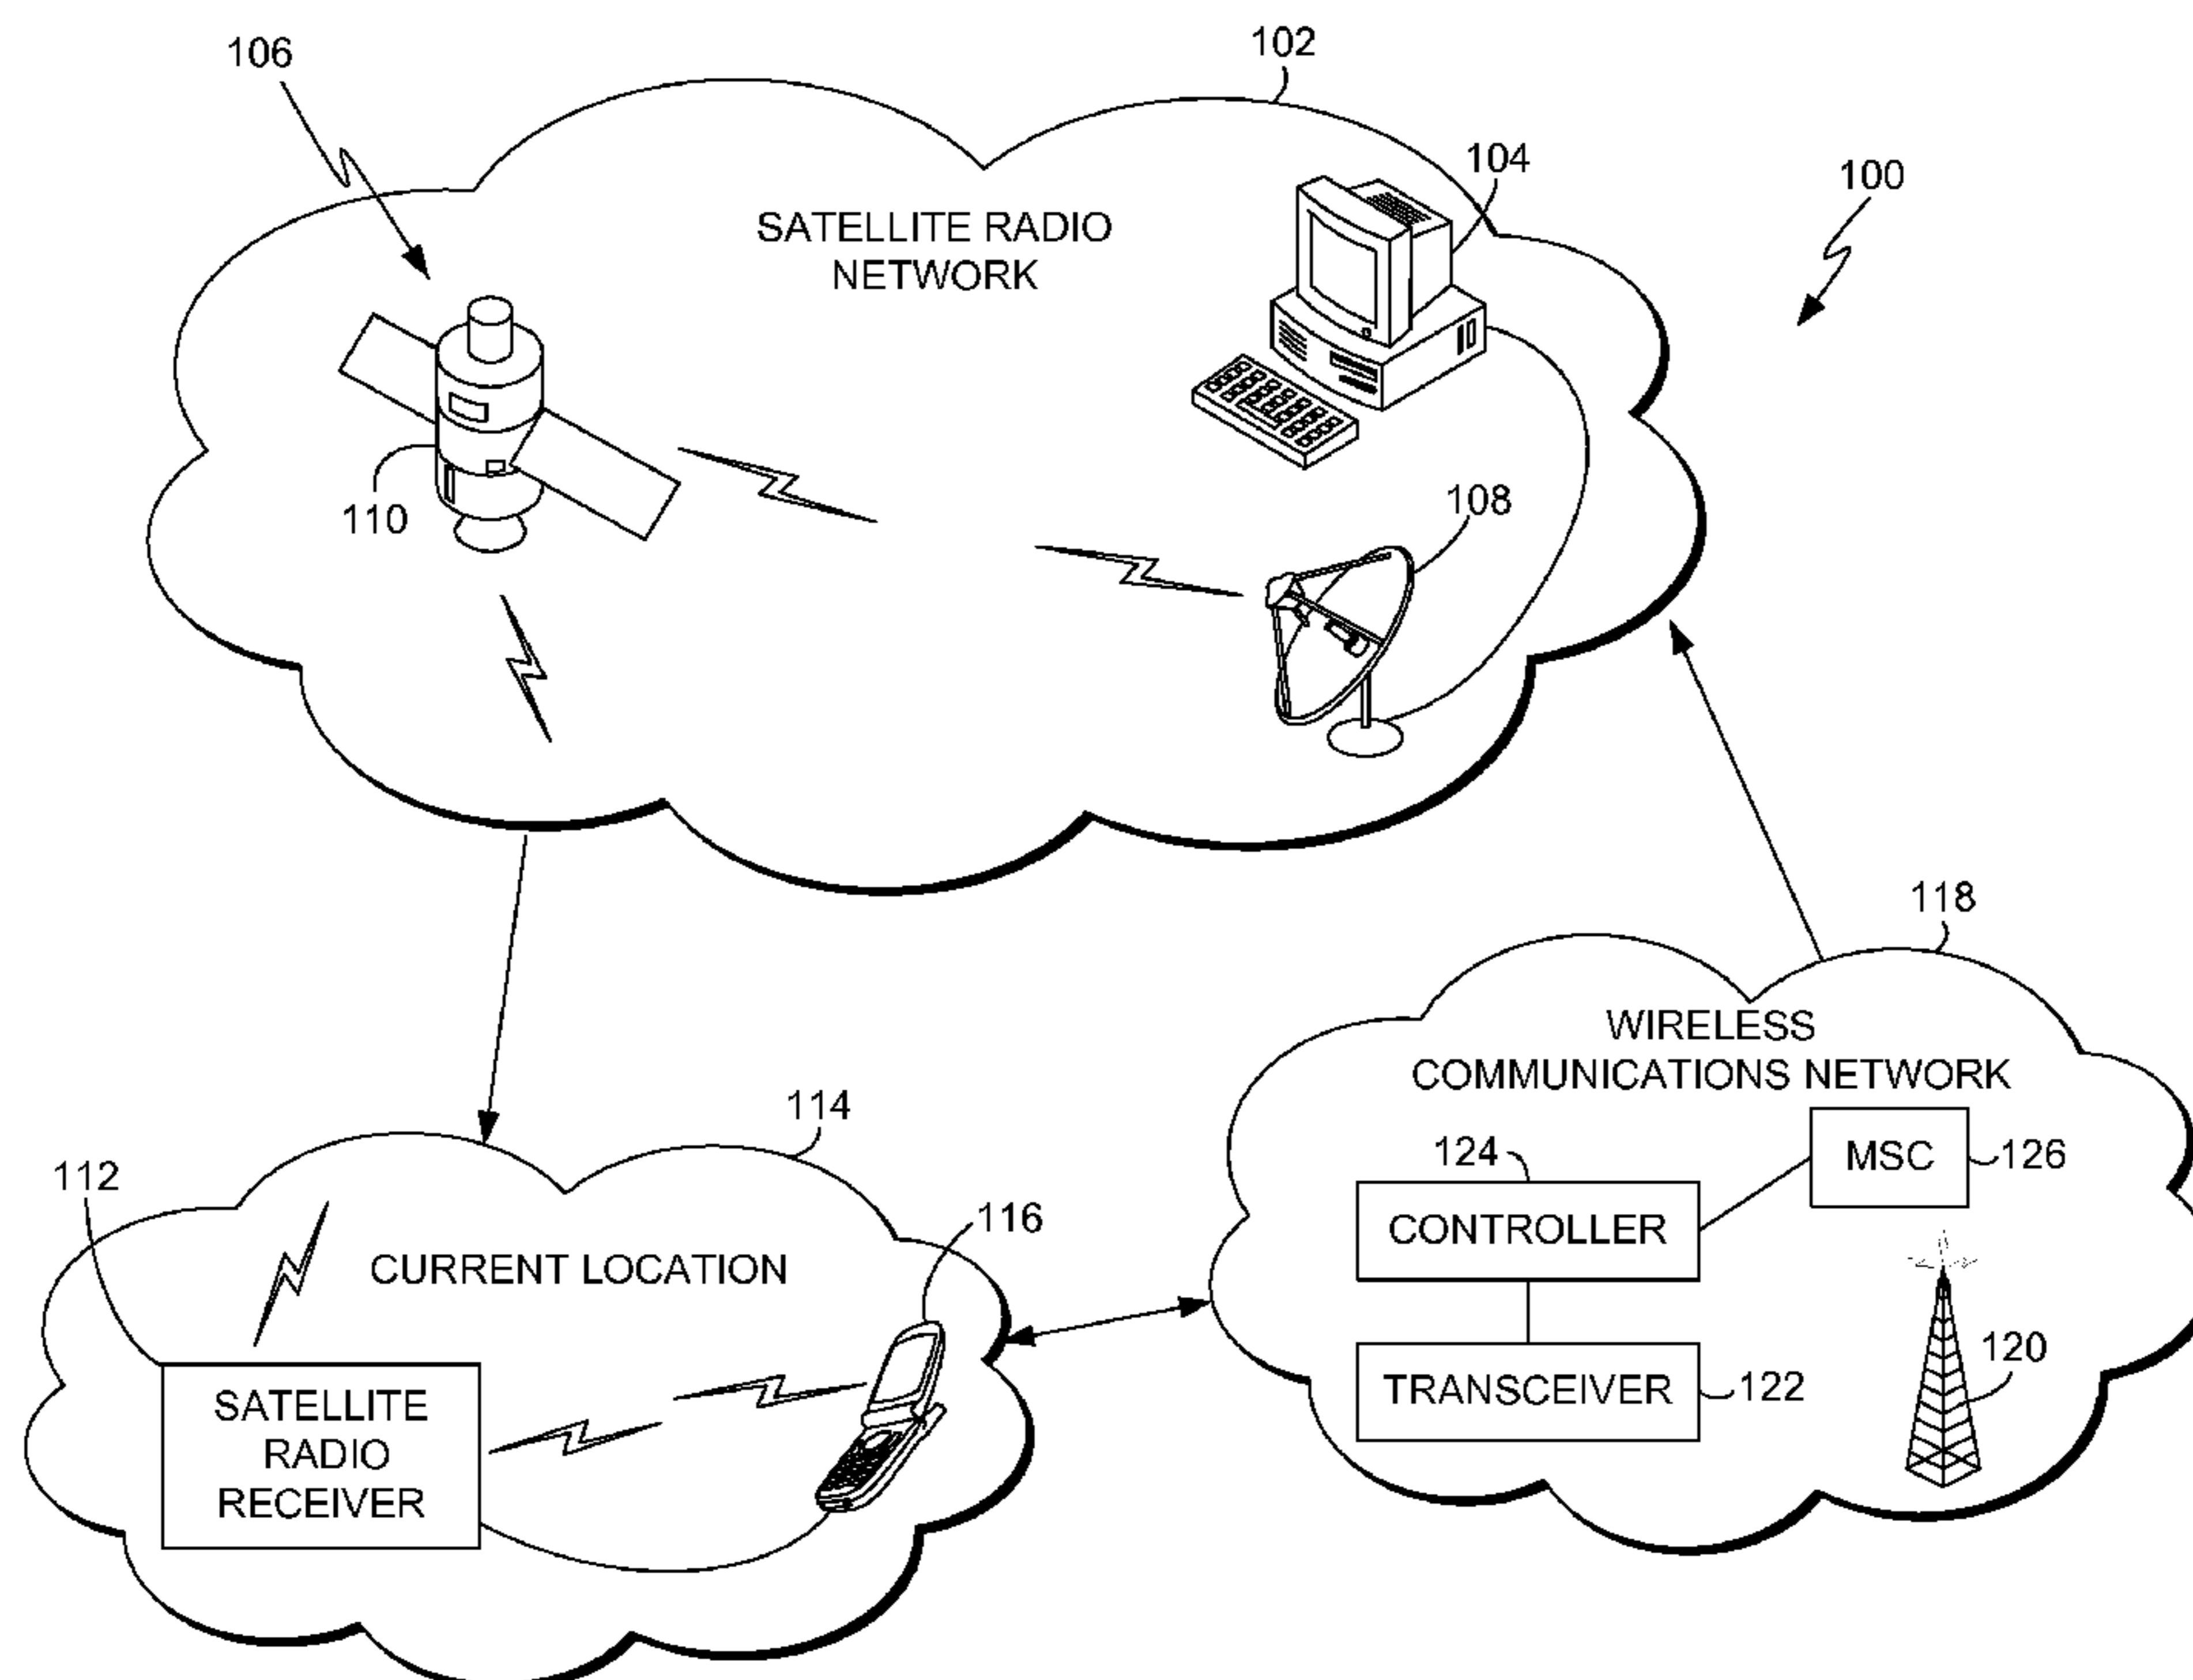 106
102
104
100
SATELLITE RADIO
NETWORK
110
108
118
WIRELESS
COMMUNICATIONS NETWORK
114
112
116
124
MSC
126
CONTROLLER
CURRENT LOCATION
120
TRANSCEIVER
122
SATELLITE
RADIO
RECEIVER